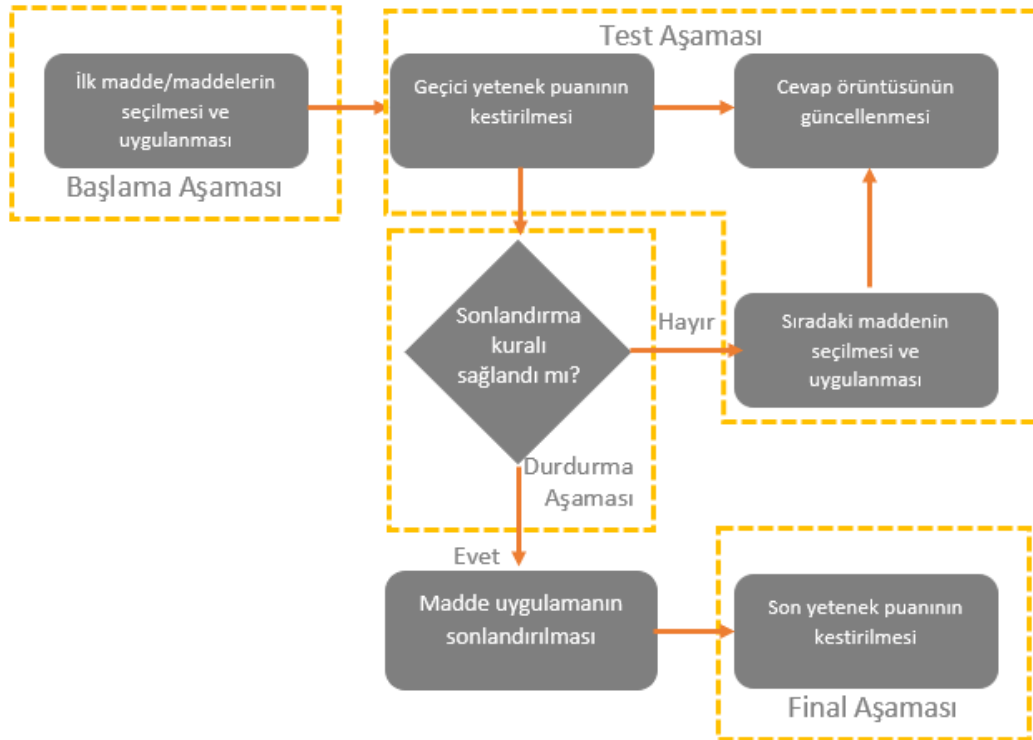 Test Aşaması
İlk madde/maddelerin
seçilmesi ve
uygulanması
Başlama Aşaması
Geçici yetenek puanının
kestirilmesi
Cevap örüntüsünün
güncellenmesi
Sonlandırma
kuralı
sağlandı mı?
Hayır
Sıradaki maddenin
seçilmesi ve
uygulanması
Durdurma
Aşaması
Evet
Madde uygulamanın
sonlandırılması
Son yetenek puanının
kestirilmesi
Final Aşaması